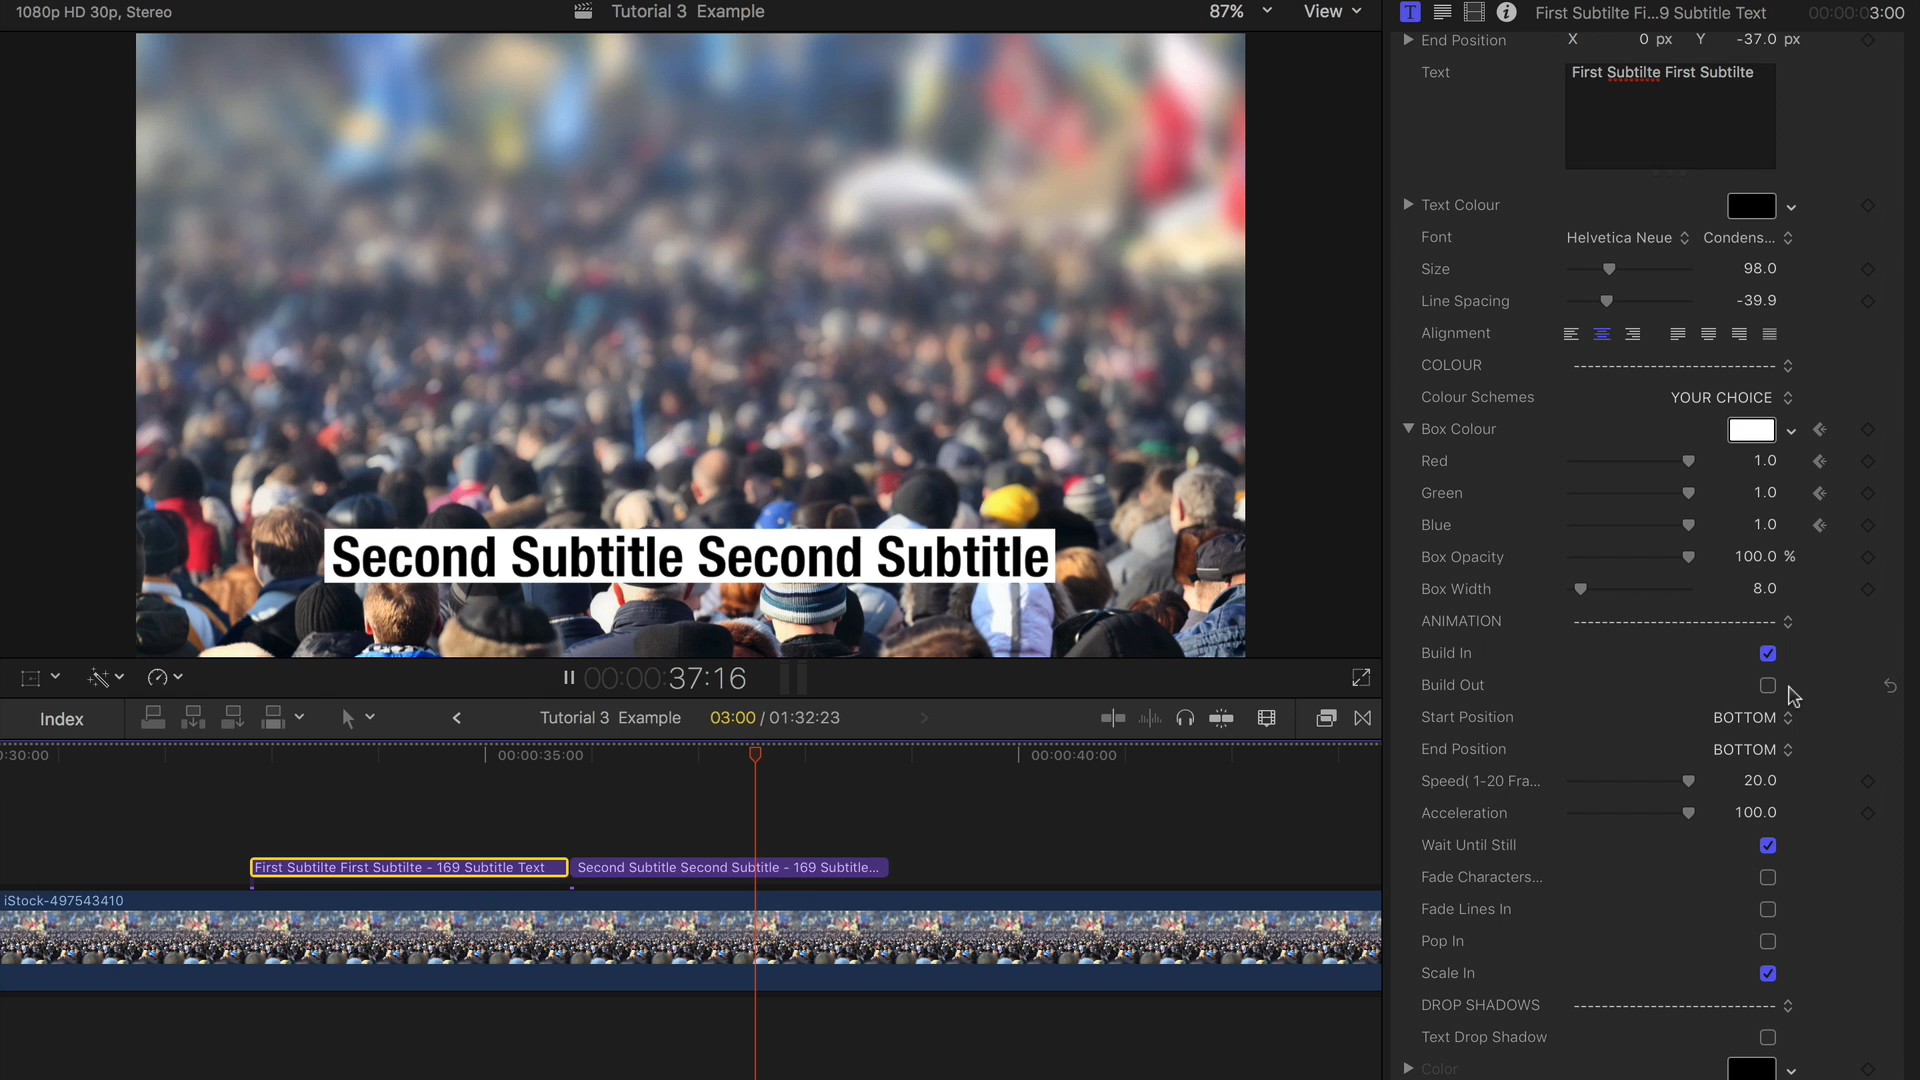 1080p HD 30p, Stereo
Tutorial 3 Example
87%
View
First Subtilte Fi...9 Subtitle Text
00:00:03:00
End Position X 0 px Y -37.0 px
Text
First Subtilte First Subtilte
Text Colour
Font Helvetica Neue Condens...
Size 98.0
Line Spacing -39.9
Alignment
COLOUR ----------------------------
Colour Schemes YOUR CHOICE
Box Colour
Red 1.0
Green 1.0
Blue 1.0
Box Opacity 100.0 %
Box Width 8.0
ANIMATION ----------------------------
Build In
Build Out
Start Position BOTTOM
End Position BOTTOM
Speed( 1-20 Fra... 20.0
Acceleration 100.0
Wait Until Still
Fade Characters...
Fade Lines In
Pop In
Scale In
DROP SHADOWS ----------------------------
Text Drop Shadow
Color
Second Subtitle Second Subtitle
00:00:37:16
Index
Tutorial 3 Example
03:00 / 01:32:23
0:30:00
00:00:35:00
00:00:40:00
First Subtilte First Subtilte - 169 Subtitle Text
Second Subtitle Second Subtitle - 169 Subtitle...
iStock-497543410